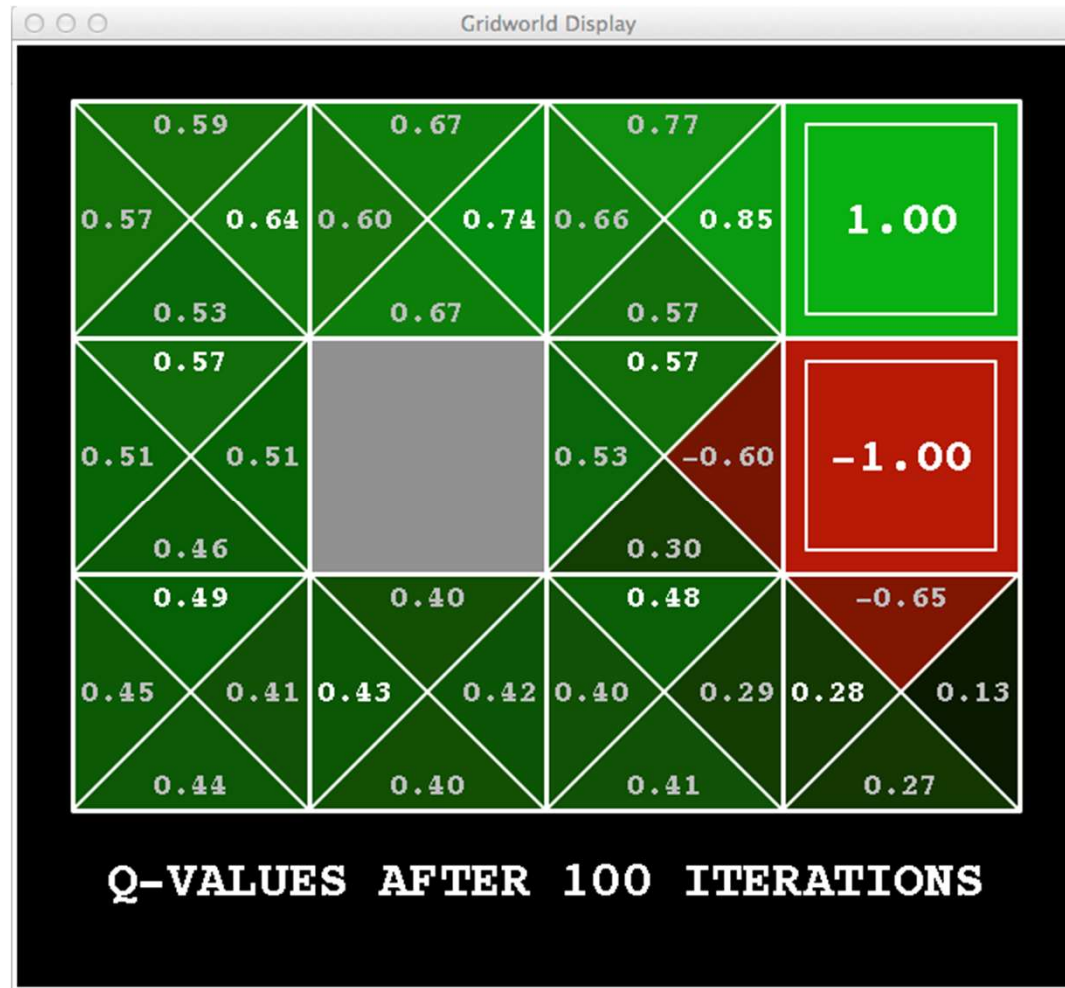 Gridworld Display
0.59 0.67 0.77
0.57 0.64 0.60 0.74 0.66 0.85 1.00
0.53 0.67 0.57
0.57 0.57
0.51 0.51 0.53 -0.60 -1.00
0.46 0.30
0.49 0.40 0.48 -0.65
0.45 0.41 0.43 0.42 0.40 0.29 0.28 0.13
0.44 0.40 0.41 0.27
Q-VALUES AFTER 100 ITERATIONS